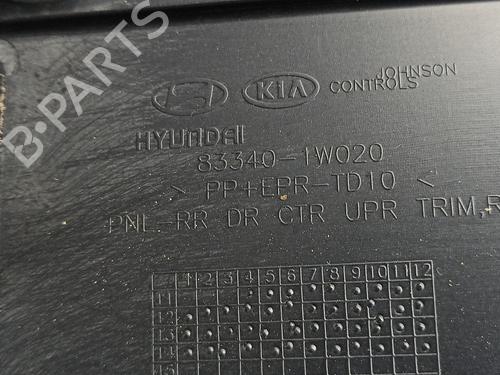 B-PARTS
KIA
JOHNSON
CONTROLS
HYUNDAI
83340-1W020
> PP+EPR-TD10 <
PNL-RR DR CTR UPR TRIM,R
1 2 3 4 5 6 7 8 9 10 11 12
11
12
13
14
15